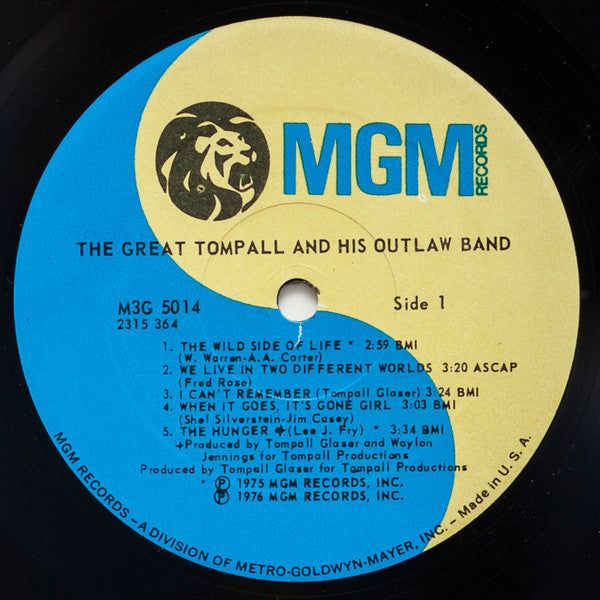 MGM RECORDS
THE GREAT TOMPALL AND HIS OUTLAW BAND
M3G 5014
2315 364
Side 1
1. THE WILD SIDE OF LIFE * 2:59 BMI
(W. Warren-A.A. Carter)
2. WE LIVE IN TWO DIFFERENT WORLDS 3:20 ASCAP
(Fred Rose)
3. I CAN'T REMEMBER (Tompall Glaser) 3:24 BMI
4. WHEN IT GOES, IT'S GONE GIRL 3:03 BMI
(Shel Silverstein-Jim Casey)
5. THE HUNGER + (Lee J. Fry) * 3:34 BMI
+Produced by Tompall Glaser and Waylon
Jennings for Tompall Productions
Produced by Tompall Glaser for Tompall Productions
* ℗ 1975 MGM RECORDS, INC.
℗ 1976 MGM RECORDS, INC.
MGM RECORDS – A DIVISION OF METRO-GOLDWYN-MAYER, INC. – Made in U. S. A.